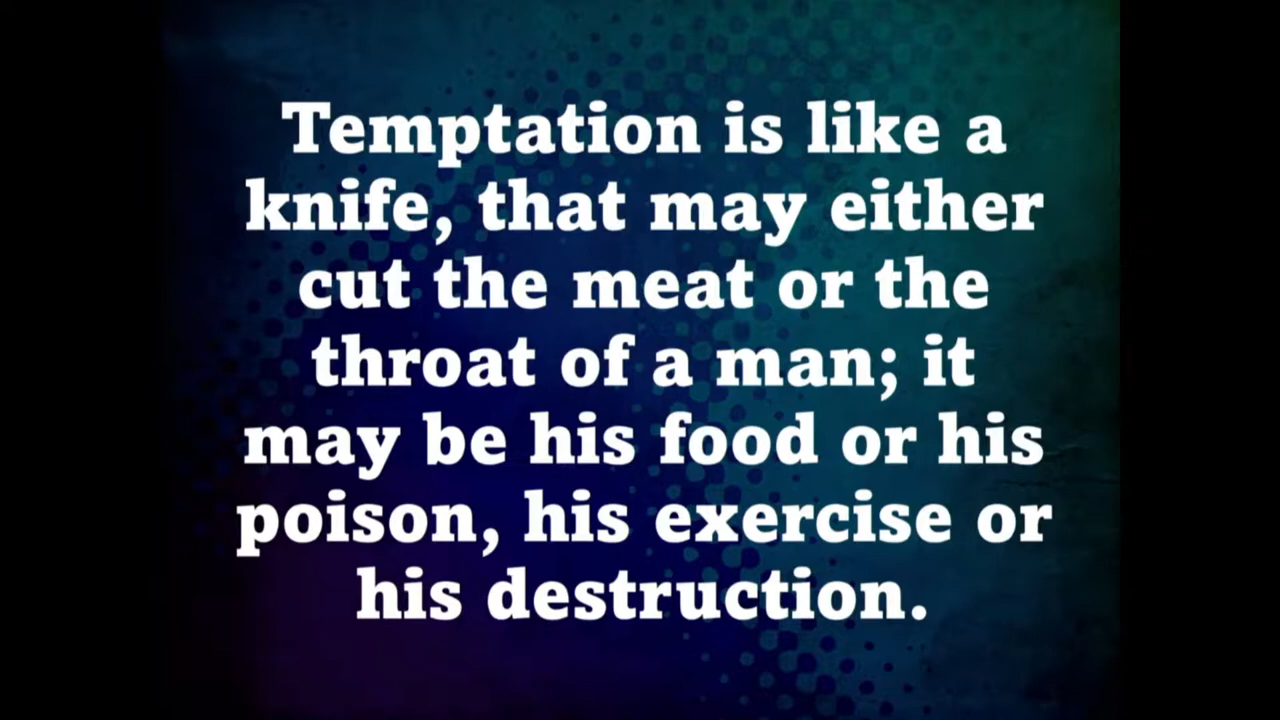 Temptation is like a
knife, that may either
cut the meat or the
throat of a man; it
may be his food or his
poison, his exercise or
his destruction.